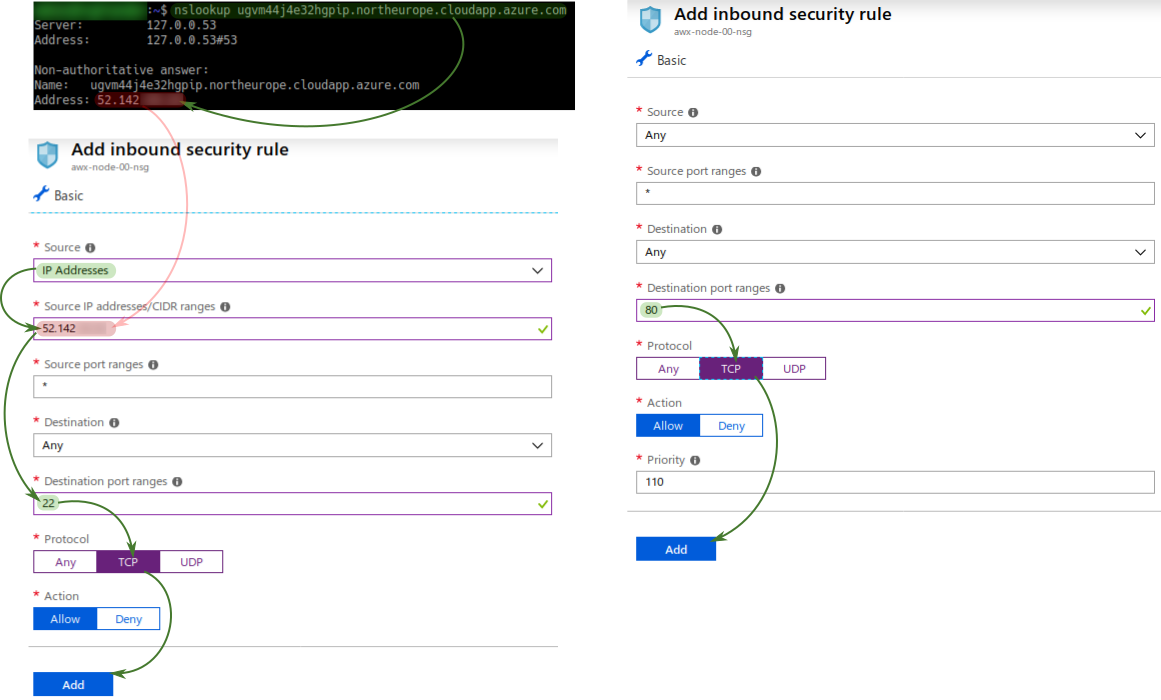 :~$ nslookup ugvm44j4e32hgpip.northeurope.cloudapp.azure.com
Server: 127.0.0.53
Address: 127.0.0.53#53
Non-authoritative answer:
Name: ugvm44j4e32hgpip.northeurope.cloudapp.azure.com
Address: 52.142
Add inbound security rule
awx-node-00-nsg
Basic
* Source
IP Addresses
* Source IP addresses/CIDR ranges
52.142
* Source port ranges
*
* Destination
Any
* Destination port ranges
22
* Protocol
Any TCP UDP
* Action
Allow Deny
Add
Add inbound security rule
awx-node-00-nsg
Basic
* Source
Any
* Source port ranges
*
* Destination
Any
* Destination port ranges
80
* Protocol
Any TCP UDP
* Action
Allow Deny
* Priority
110
Add